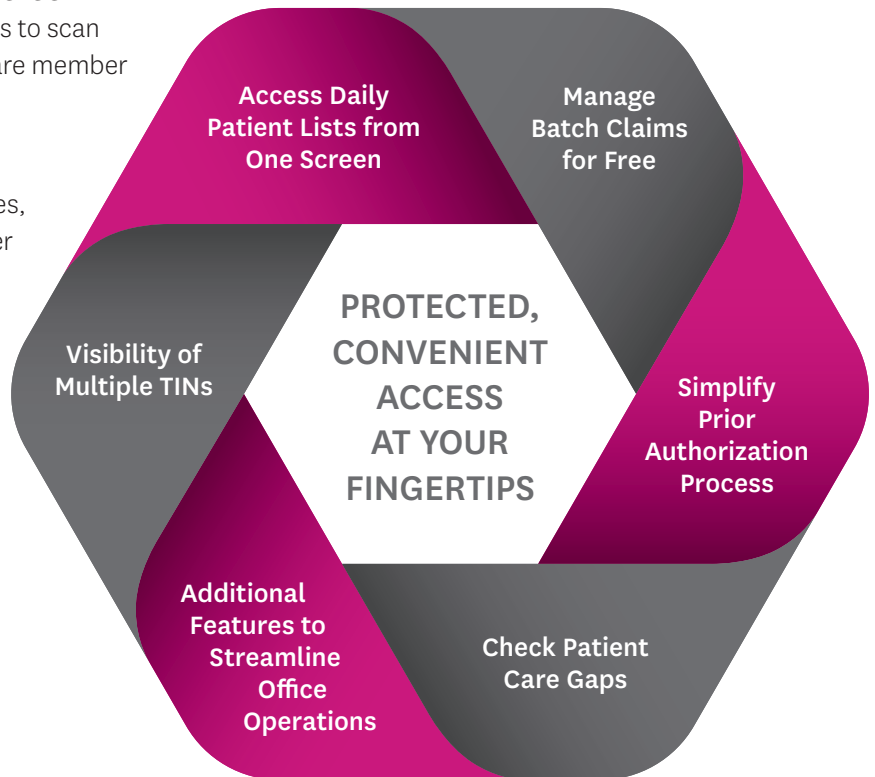 s to scan
are member
es,
er
Access Daily
Patient Lists from
One Screen
Manage
Batch Claims
for Free
Simplify
Prior
Authorization
Process
Check Patient
Care Gaps
Additional
Features to
Streamline
Office
Operations
Visibility of
Multiple TINs
PROTECTED,
CONVENIENT
ACCESS
AT YOUR
FINGERTIPS